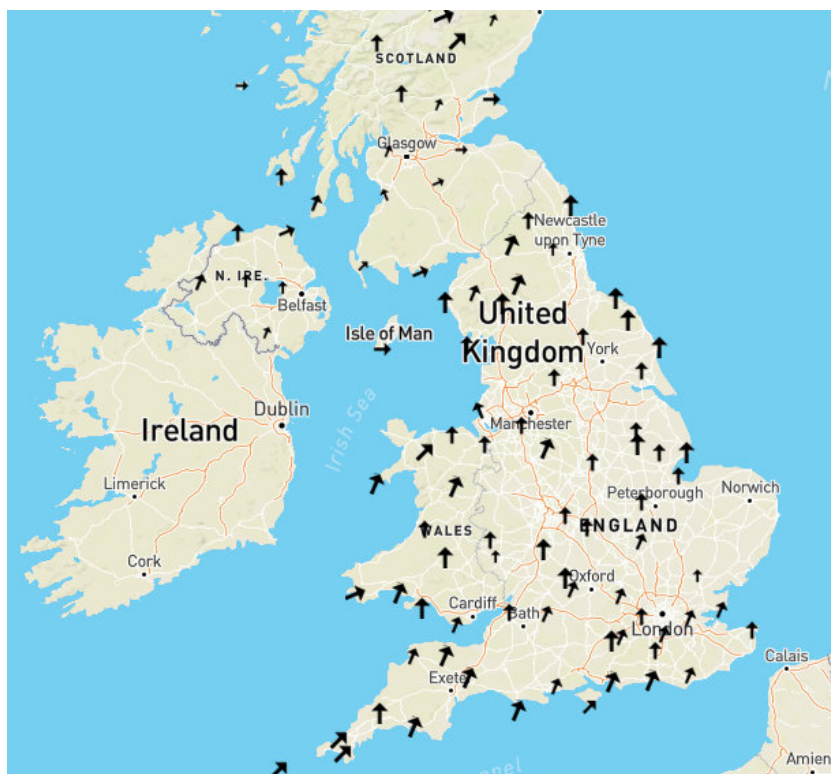 SCOTLAND
Glasgow
Newcastle
upon Tyne
N. IRE.
Belfast
Isle of Man
United
Kingdom
York
Irish Sea
Dublin
Ireland
Manchester
Limerick
Peterborough
Norwich
WALES
ENGLAND
Cork
Oxford
Cardiff
Bath
London
Calais
Exeter
Amien